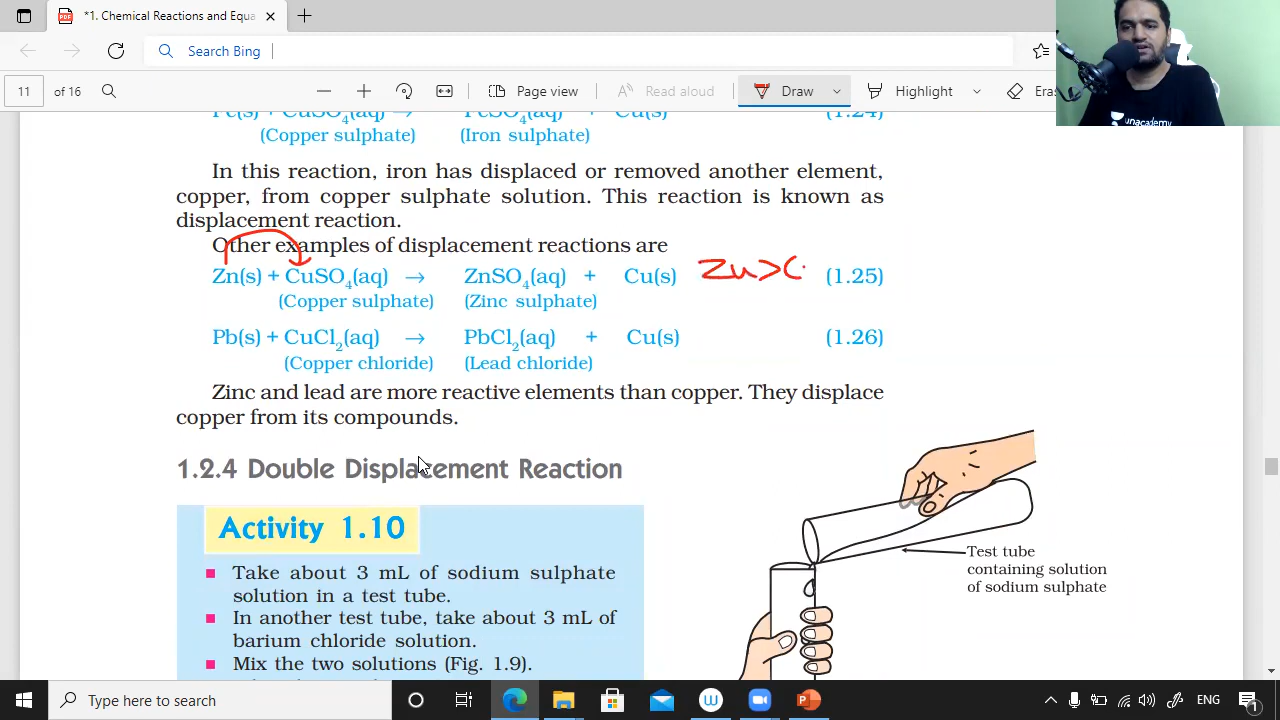 *1. Chemical Reactions and Equa
Search Bing
11 of 16
Page view
Read aloud
Draw
Highlight
unacademy
CuSO4(aq) →
+ Cu(s) (1.24)
(Copper sulphate) (Iron sulphate)
In this reaction, iron has displaced or removed another element,
copper, from copper sulphate solution. This reaction is known as
displacement reaction.
Other examples of displacement reactions are
Zn(s) + CuSO4(aq) → ZnSO4(aq) + Cu(s) Zn>C (1.25)
(Copper sulphate) (Zinc sulphate)
Pb(s) + CuCl2(aq) → PbCl2(aq) + Cu(s) (1.26)
(Copper chloride) (Lead chloride)
Zinc and lead are more reactive elements than copper. They displace
copper from its compounds.
1.2.4 Double Displacement Reaction
Activity 1.10
Take about 3 mL of sodium sulphate
solution in a test tube.
In another test tube, take about 3 mL of
barium chloride solution.
Mix the two solutions (Fig. 1.9).
Test tube
containing solution
of sodium sulphate
Type here to search
ENG
1